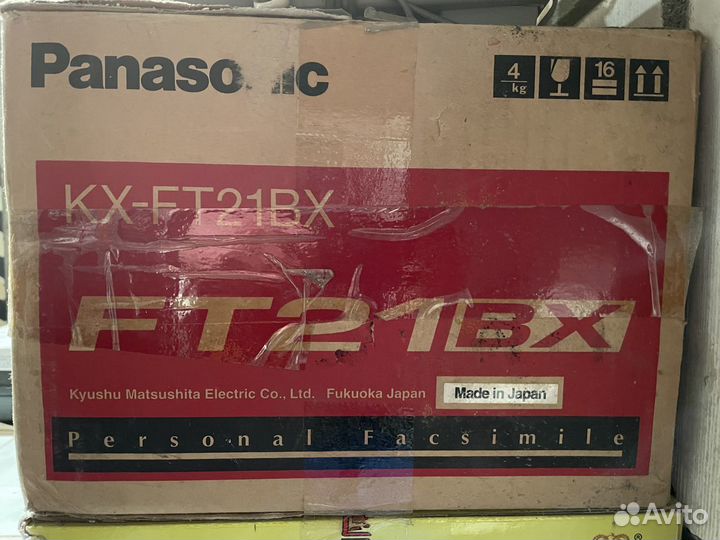 Panasonic
4 kg 16
KX-FT21BX
FT21BX
Kyushu Matsushita Electric Co., Ltd. Fukuoka Japan Made in Japan
Personal Facsimile
Avito